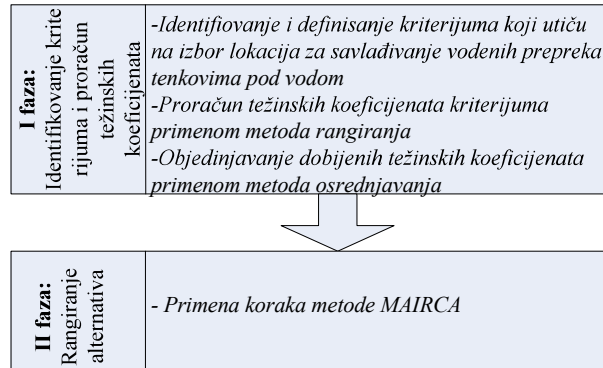 I faza:
Identifikovanje krite
rijuma i proračun
težinskih
koeficijenata
-Identifiovanje i definisanje kriterijuma koji utiču
na izbor lokacija za savlađivanje vodenih prepreka
tenkovima pod vodom
-Proračun težinskih koeficijenata kriterijuma
primenom metoda rangiranja
-Objedinjavanje dobijenih težinskih koeficijenata
primenom metoda osrednjavanja
II faza:
Rangiranje
alternativa
- Primena koraka metode MAIRCA